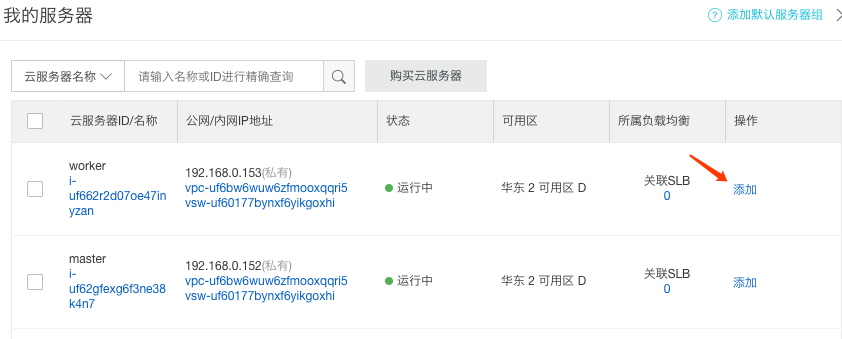 我的服务器
添加默认服务器组
云服务器名称
请输入名称或ID进行精确查询
购买云服务器
云服务器ID/名称 公网/内网IP地址 状态 可用区 所属负载均衡 操作
worker
i-
uf662r2d07oe47in
yzan
192.168.0.153(私有)
vpc-uf6bw6wuw6zfmooxqqri5
vsw-uf60177bynxf6yikgoxhi
运行中
华东 2 可用区 D
关联SLB
0
添加
master
i-
uf62gfexg6f3ne38
k4n7
192.168.0.152(私有)
vpc-uf6bw6wuw6zfmooxqqri5
vsw-uf60177bynxf6yikgoxhi
运行中
华东 2 可用区 D
关联SLB
0
添加